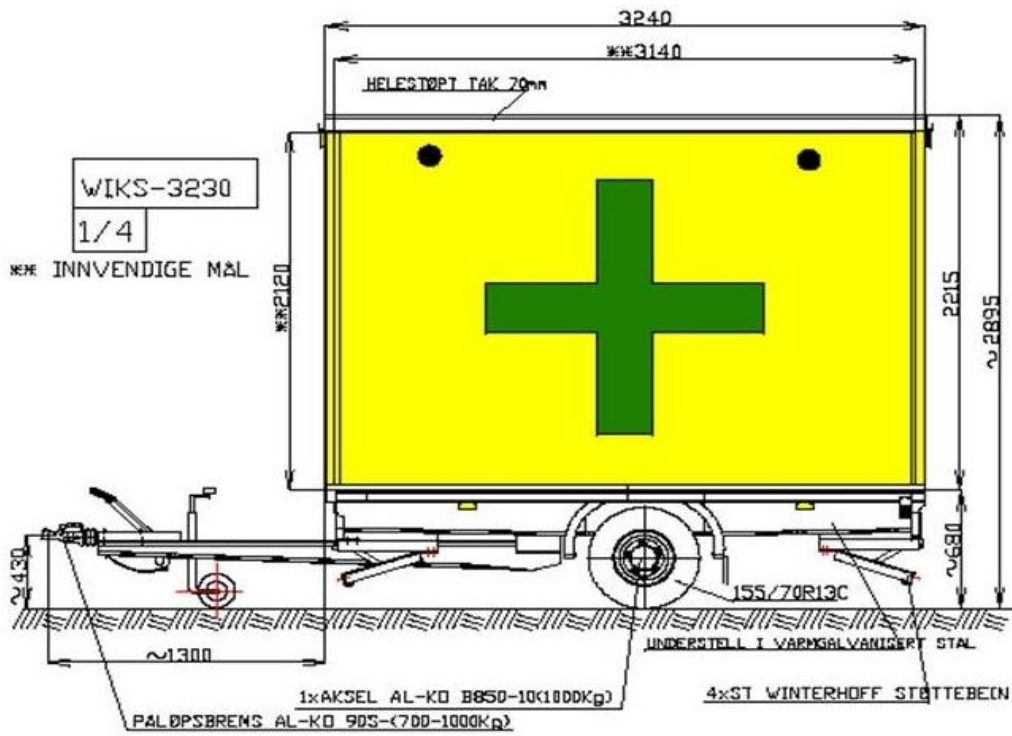 3240
**3140
HELESTØPT TAK 70mm
WIKS-3230
1/4
** INNVENDIGE MÅL
**2120
2215
~2895
~430
~680
155/70R13C
~1300
UNDERSTELL I VARMGALVANISERT STÅL
1xAKSEL AL-KO B850-10(1000Kg)
4xST WINTERHOFF STØTTEBEIN
PALØPSBREMS AL-KO 90S-(700-1000Kg)